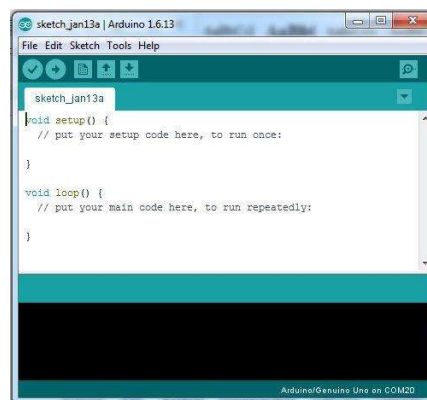 sketch_jan13a | Arduino 1.6.13
File Edit Sketch Tools Help
sketch_jan13a
void setup() {
// put your setup code here, to run once:
}
void loop() {
// put your main code here, to run repeatedly:
}
Arduino/Genuino Uno on COM20